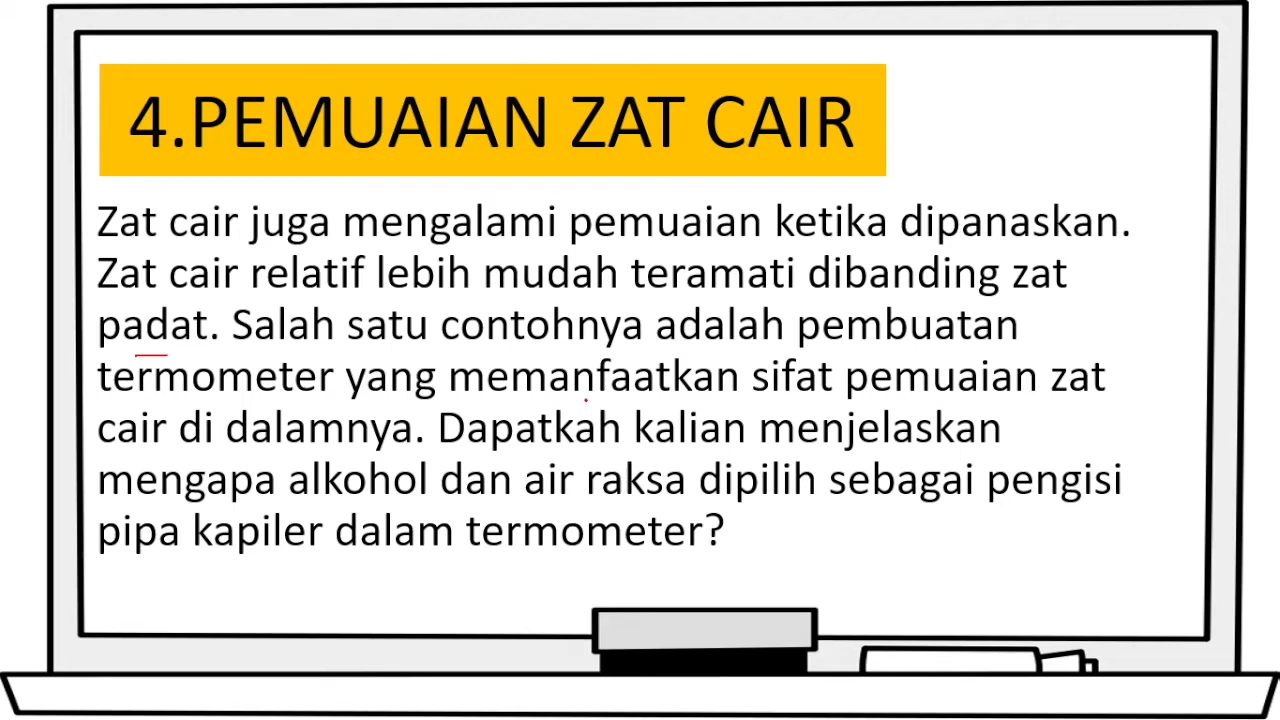 4.PEMUAIAN ZAT CAIR
Zat cair juga mengalami pemuaian ketika dipanaskan.
Zat cair relatif lebih mudah teramati dibanding zat
padat. Salah satu contohnya adalah pembuatan
termometer yang memanfaatkan sifat pemuaian zat
cair di dalamnya. Dapatkah kalian menjelaskan
mengapa alkohol dan air raksa dipilih sebagai pengisi
pipa kapiler dalam termometer?